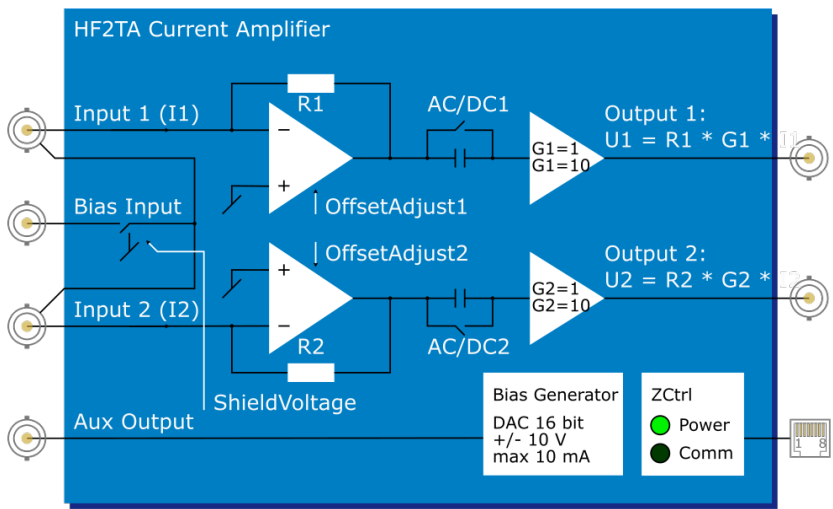 HF2TA Current Amplifier
Input 1 (I1)
R1
AC/DC1
Output 1:
U1 = R1 * G1 * I1
−
+
G1=1
G1=10
Bias Input
OffsetAdjust1
OffsetAdjust2
Output 2:
U2 = R2 * G2 * I2
+
−
G2=1
G2=10
Input 2 (I2)
R2
AC/DC2
ShieldVoltage
Aux Output
Bias Generator
DAC 16 bit
+/- 10 V
max 10 mA
ZCtrl
Power
Comm
1 8